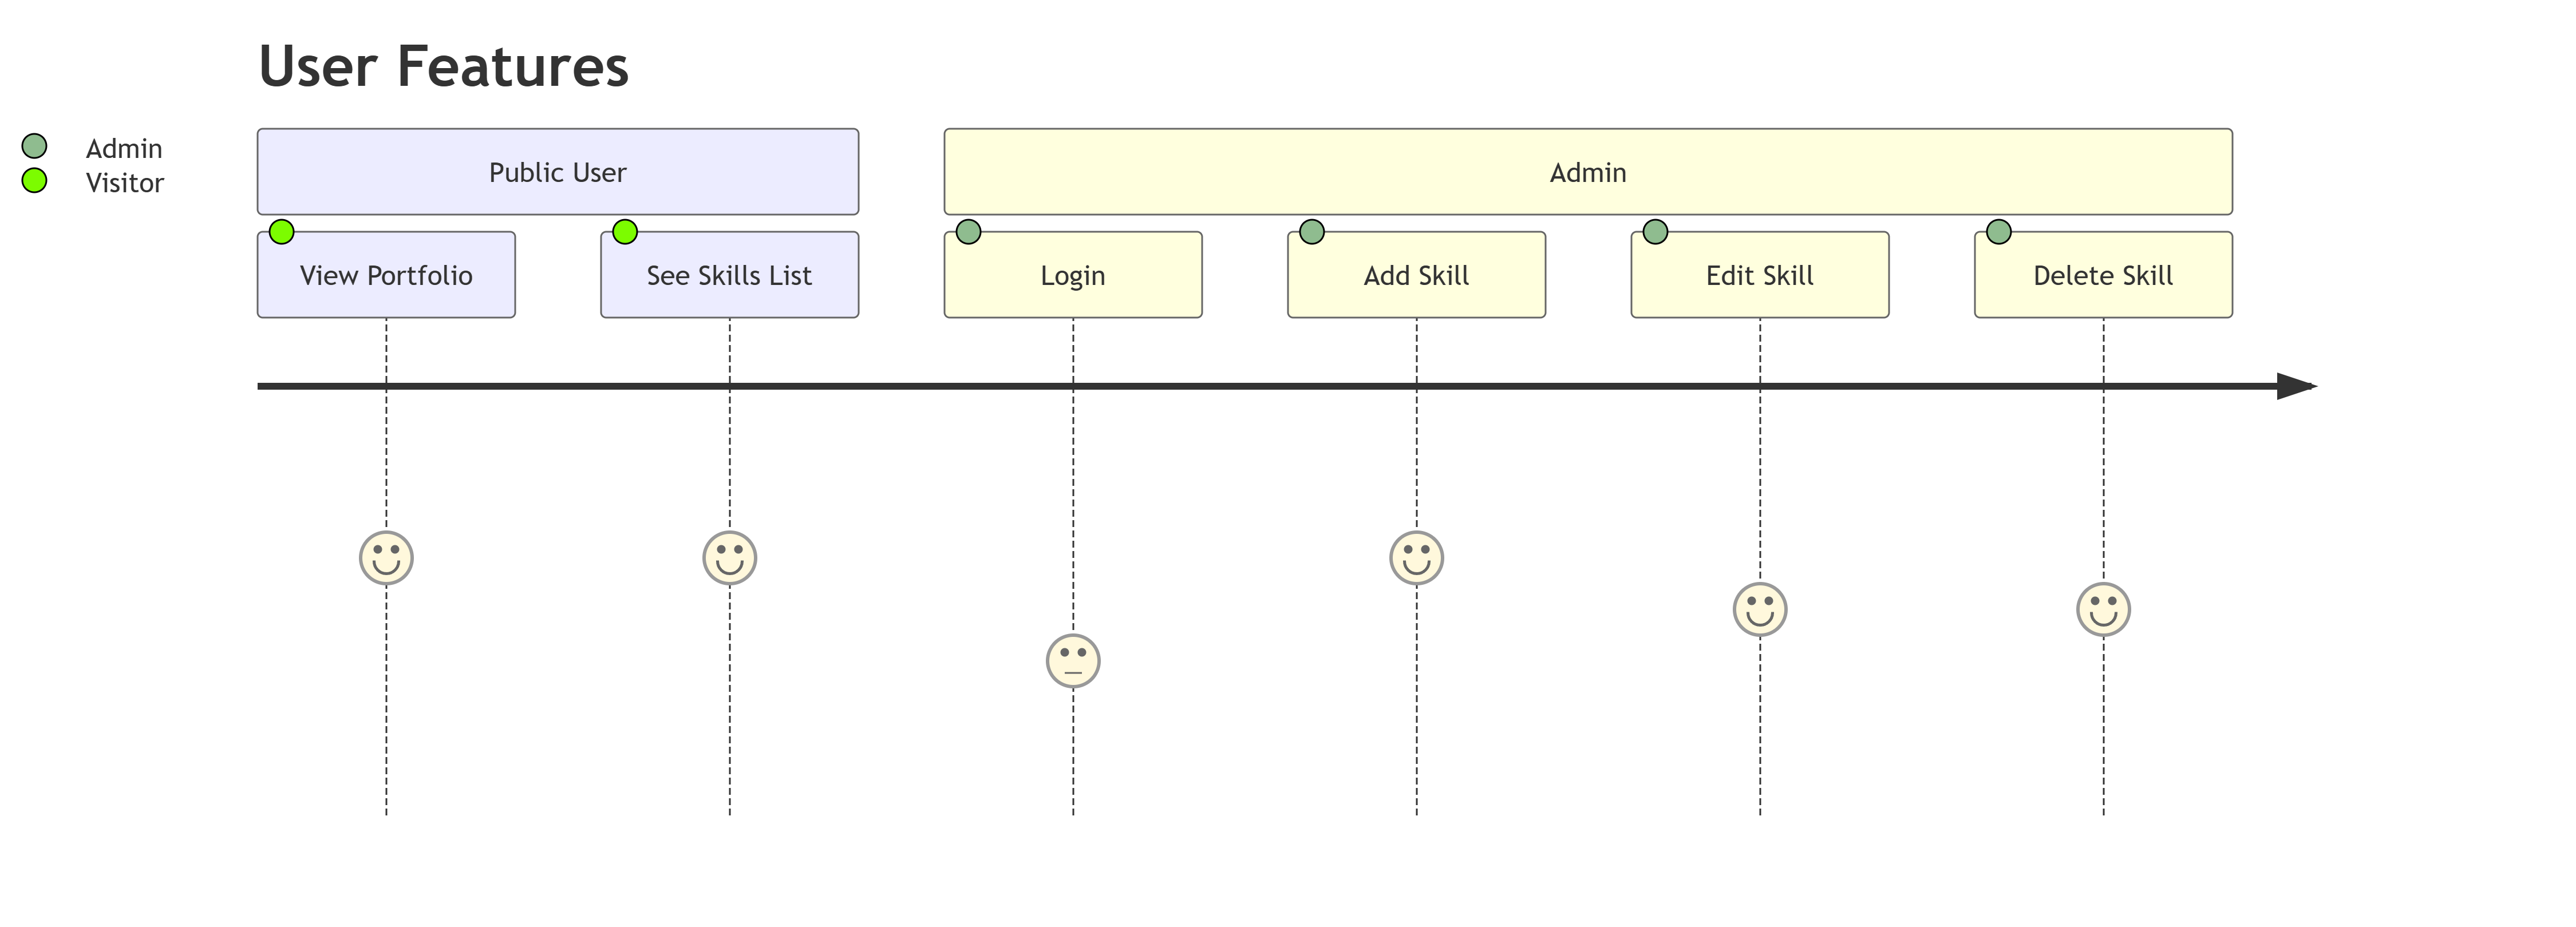 User Features
Admin
Visitor
Public User
Admin
View Portfolio
See Skills List
Login
Add Skill
Edit Skill
Delete Skill